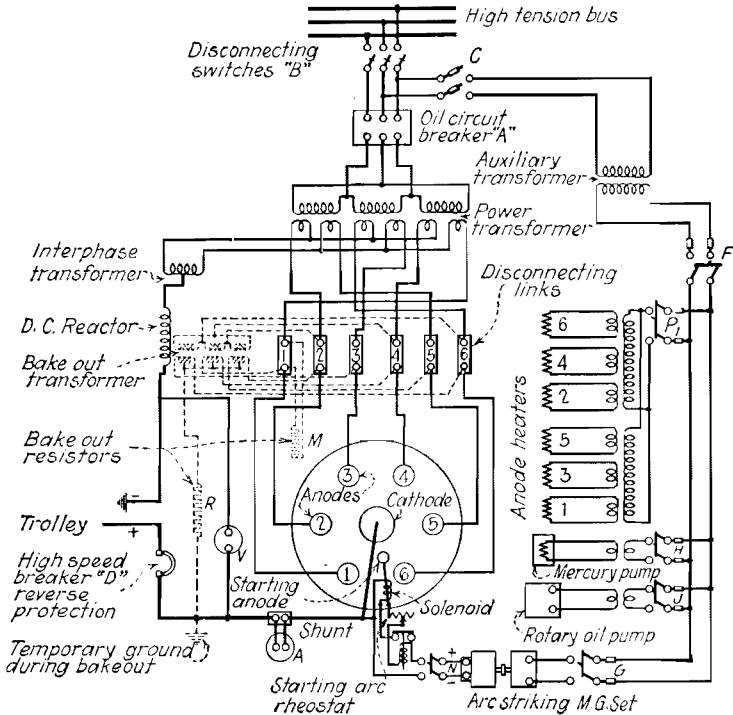 High tension bus
Disconnecting
switches "B"
C
Oil circuit
breaker "A"
Auxiliary
transformer
Power
transformer
F
Interphase
transformer
Disconnecting
links
D.C. Reactor
Bake out
transformer
1 2 3 4 5 6
P1
6
4
2
5
3
1
Anode heaters
Bake out
resistors
M
R
3
4
Anodes
Cathode
2
5
1
6
Trolley
-
+
V
High speed
breaker "D"
reverse
protection
Starting
anode
Solenoid
H
Mercury pump
J
Rotary oil pump
Shunt
A
Temporary ground
during bakeout
Starting arc
rheostat
+
N
-
G
Arc striking M.G. Set